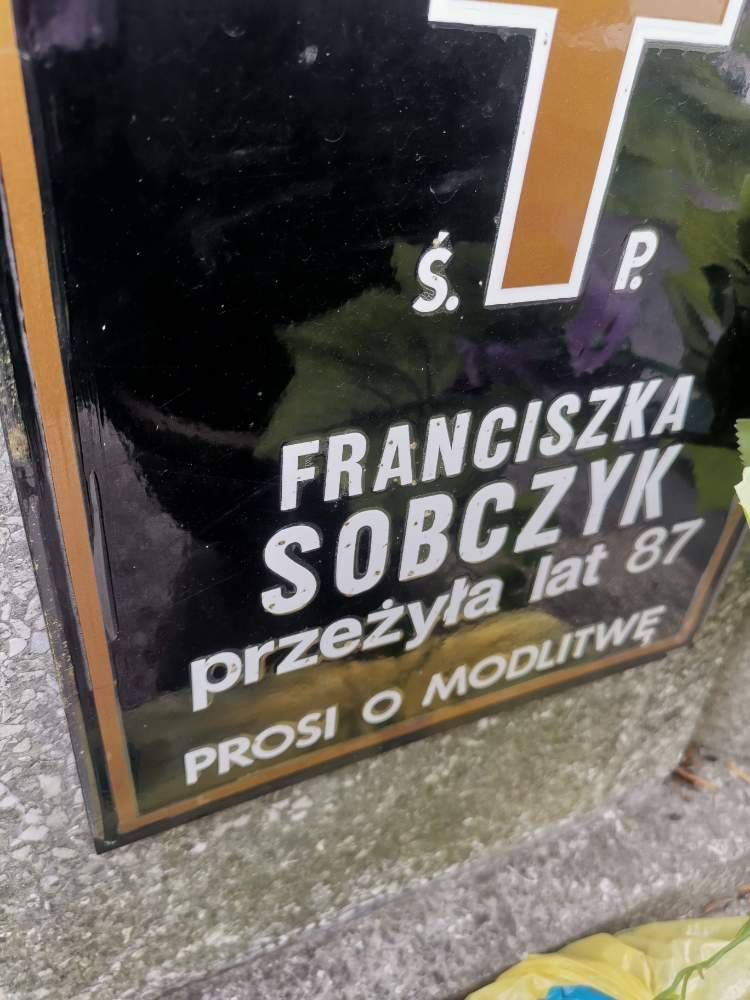 Ś. P.
FRANCISZKA
SOBCZYK
przeżyła lat 87
PROSI O MODLITWĘ